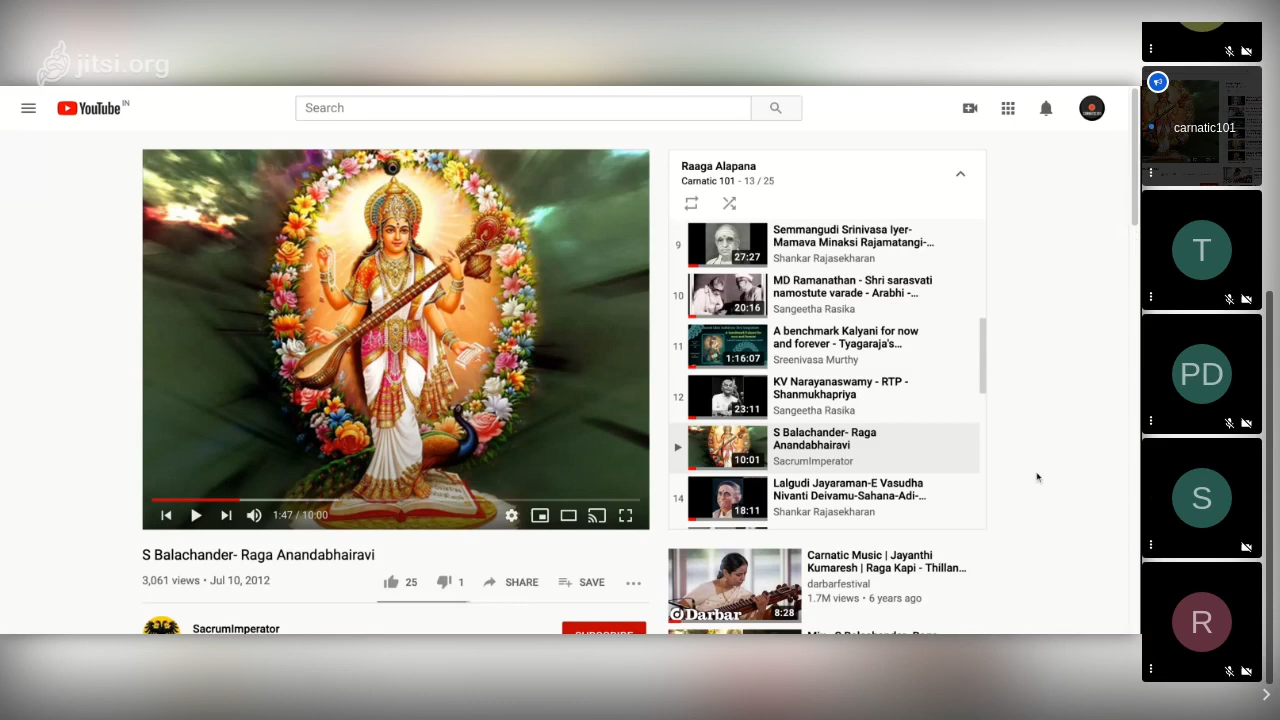 jitsi.org
YouTube IN
Search
Raaga Alapana
Carnatic 101 - 13 / 25
9
27:27
Semmangudi Srinivasa Iyer-
Mamava Minaksi Rajamatangi-...
Shankar Rajasekharan
10
20:16
MD Ramanathan - Shri sarasvati
namostute varade - Arabhi -...
Sangeetha Rasika
11
1:16:07
A benchmark Kalyani for now
and forever - Tyagaraja's...
Sreenivasa Murthy
12
23:11
KV Narayanaswamy - RTP -
Shanmukhapriya
Sangeetha Rasika
10:01
S Balachander- Raga
Anandabhairavi
SacrumImperator
14
18:11
Lalgudi Jayaraman-E Vasudha
Nivanti Deivamu-Sahana-Adi-...
Shankar Rajasekharan
1:47 / 10:00
S Balachander- Raga Anandabhairavi
3,061 views • Jul 10, 2012
25
1
SHARE
SAVE
SacrumImperator
SUBSCRIBE
Darbar
8:28
Carnatic Music | Jayanthi
Kumaresh | Raga Kapi - Thillan...
darbarfestival
1.7M views • 6 years ago
carnatic101
T
PD
S
R